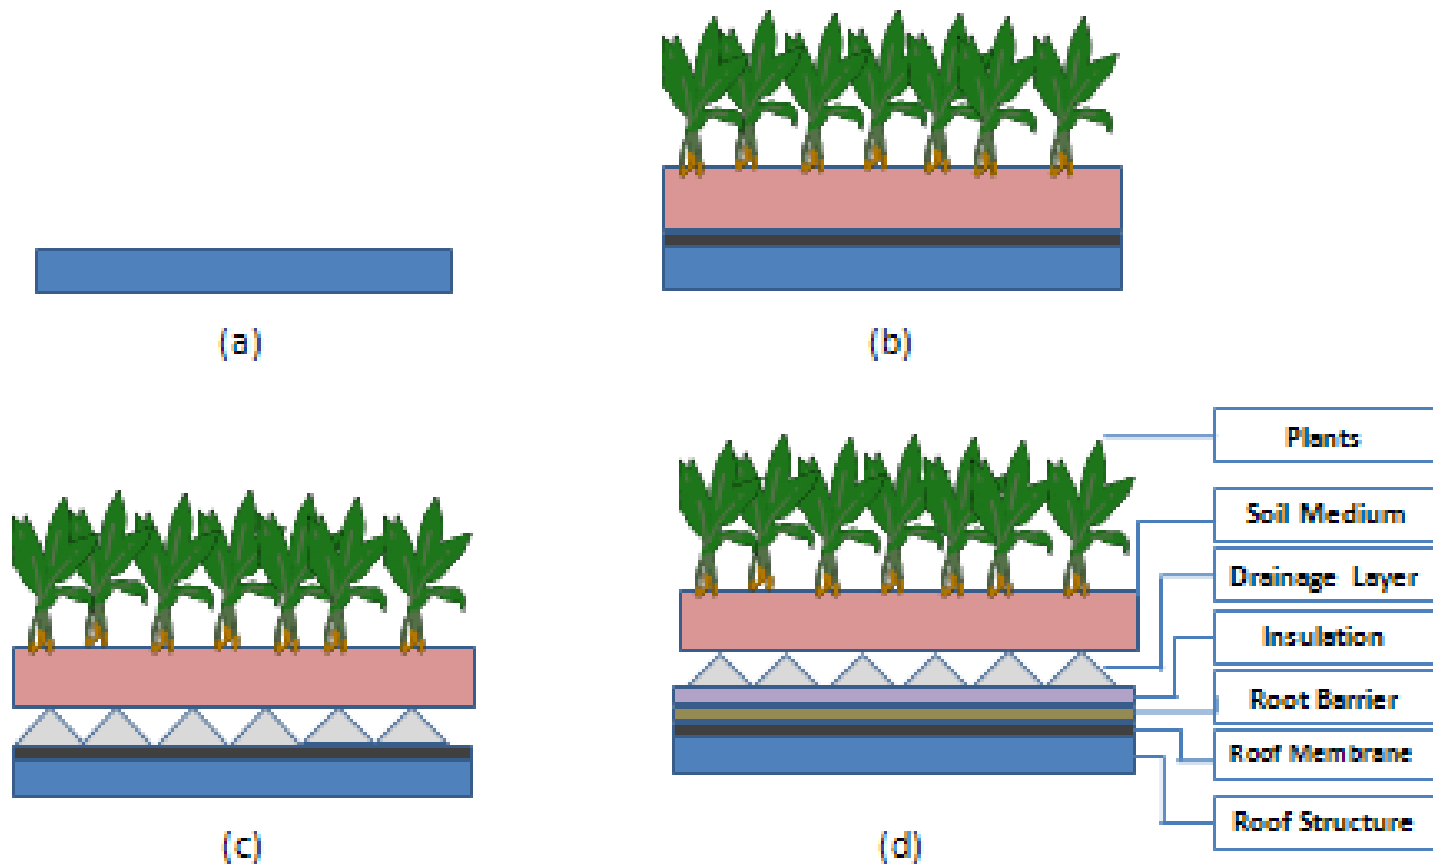 (a)
(b)
Plants
Soil Medium
Drainage Layer
Insulation
Root Barrier
Roof Membrane
Roof Structure
(c)
(d)